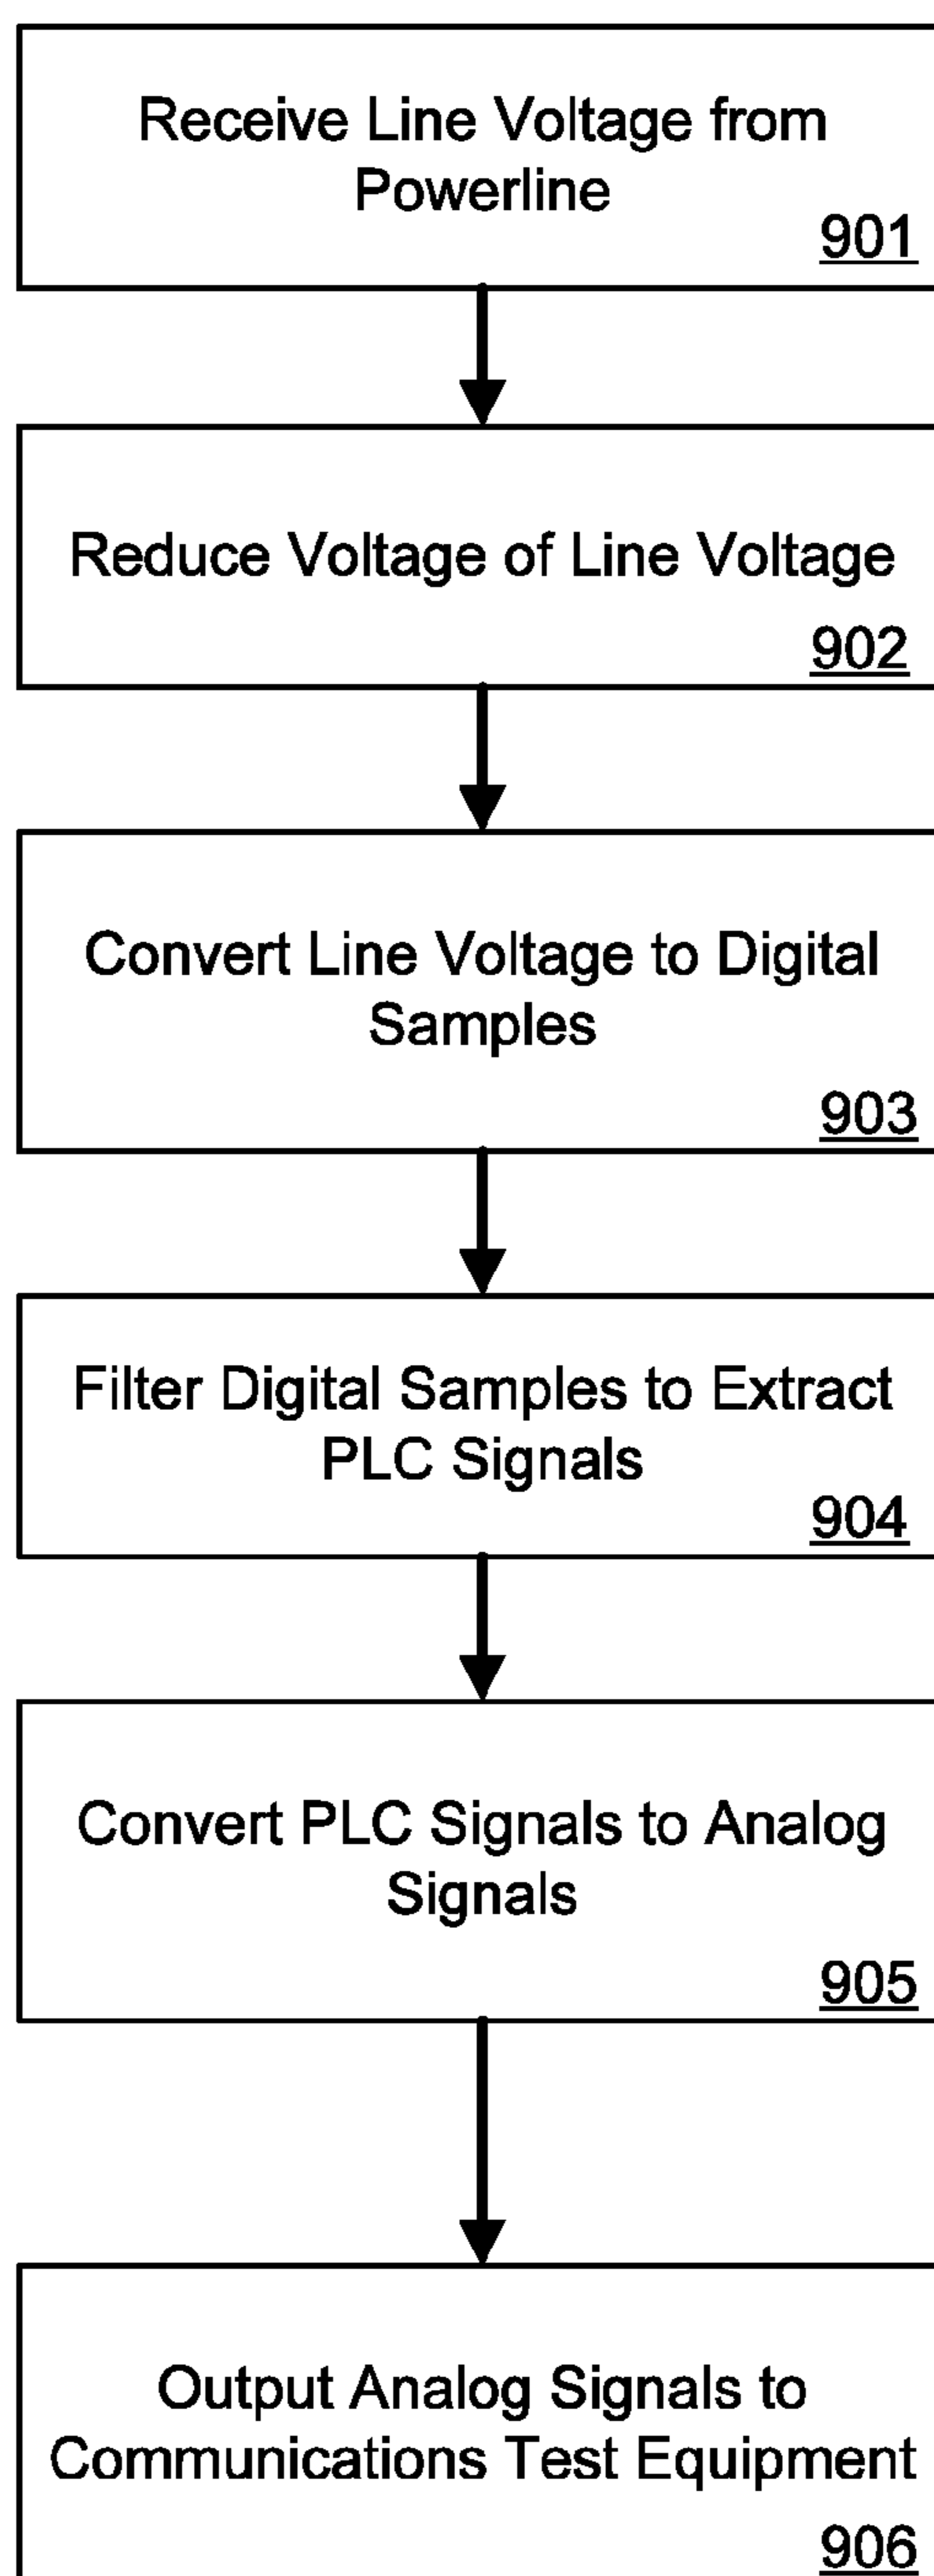 Receive Line Voltage from
Powerline
901
Reduce Voltage of Line Voltage
902
Convert Line Voltage to Digital
Samples
903
Filter Digital Samples to Extract
PLC Signals
904
Convert PLC Signals to Analog
Signals
905
Output Analog Signals to
Communications Test Equipment
906